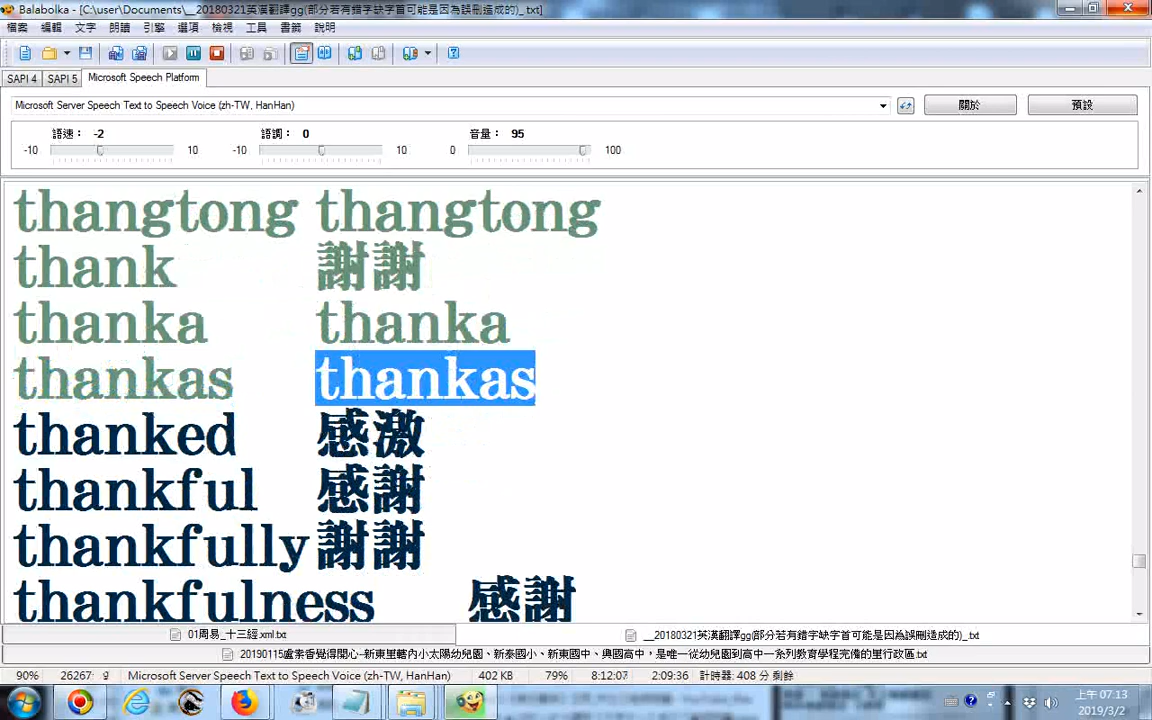 Balabolka - [C:\user\Documents\__20180321英漢翻譯gg(部分若有錯字缺字首可能是因為誤刪造成的)_.txt]
檔案 編輯 文字 朗讀 引擎 選項 檢視 工具 書籤 說明
SAPI 4 SAPI 5 Microsoft Speech Platform
Microsoft Server Speech Text to Speech Voice (zh-TW, HanHan) 關於 預設
語速： -2 語調： 0 音量： 95
-10 10 -10 10 0 100
thangtong thangtong
thank 謝謝
thanka thanka
thankas thankas
thanked 感激
thankful 感謝
thankfully 謝謝
thankfulness 感謝
01周易_十三經.xml.txt __20180321英漢翻譯gg(部分若有錯字缺字首可能是因為誤刪造成的)_.txt
20190115盧素香覺得開心-新東里轄內小太陽幼兒園、新泰國小、新東國中、興國高中，是唯一從幼兒園到高中一系列教育學程完備的里行政區.txt
90% 26267: Microsoft Server Speech Text to Speech Voice (zh-TW, HanHan) 402 KB 79% 8:12:07 2:09:36 計時器: 408 分 剩餘
上午 07:13
2019/3/2